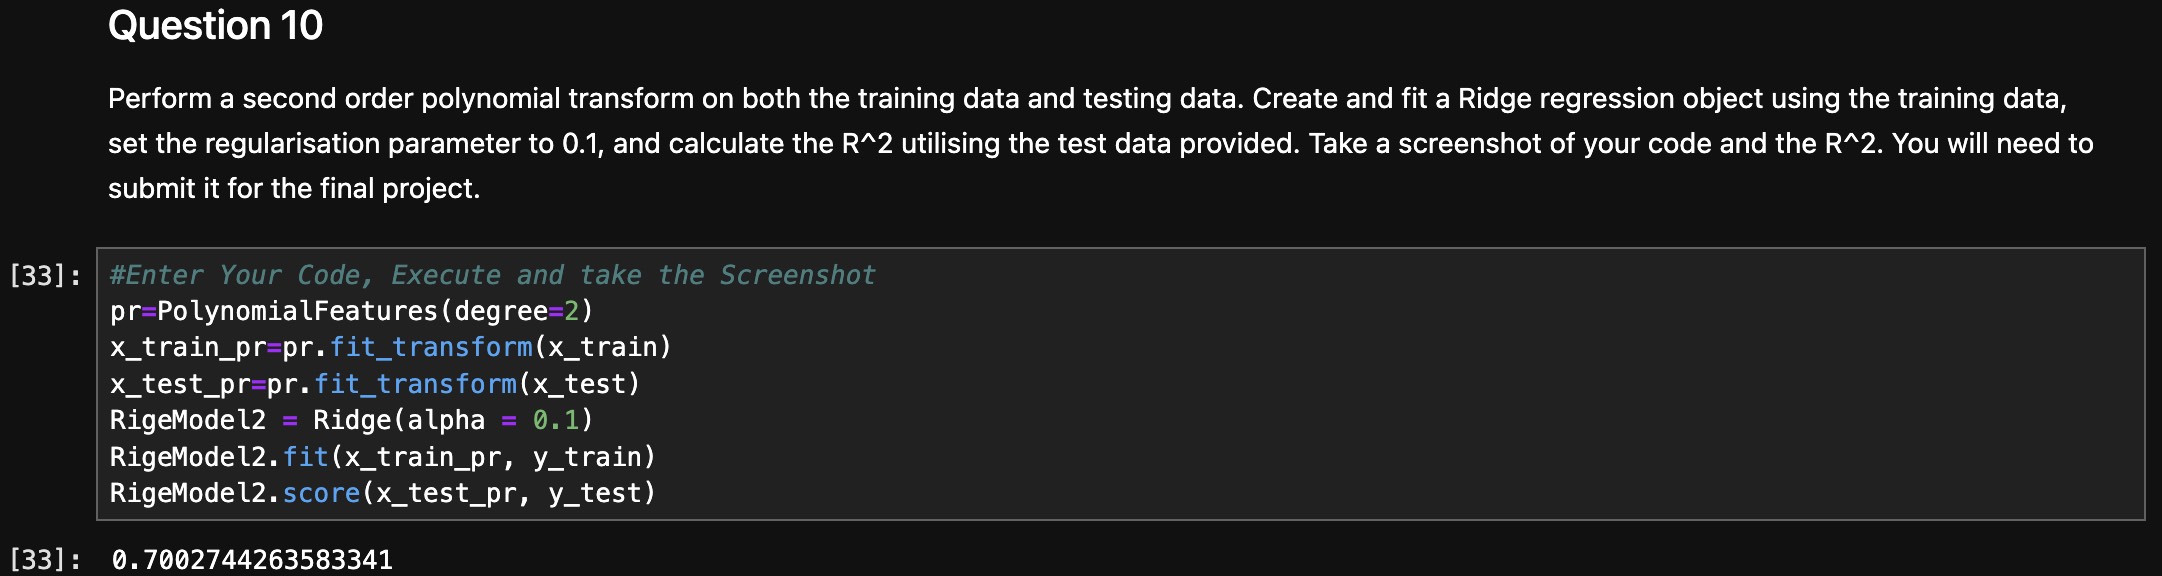 Question 10
Perform a second order polynomial transform on both the training data and testing data. Create and fit a Ridge regression object using the training data,
set the regularisation parameter to 0.1, and calculate the R^2 utilising the test data provided. Take a screenshot of your code and the R^2. You will need to
submit it for the final project.
[33]: #Enter Your Code, Execute and take the Screenshot
pr=PolynomialFeatures(degree=2)
x_train_pr=pr.fit_transform(x_train)
x_test_pr=pr.fit_transform(x_test)
RigeModel2 = Ridge(alpha = 0.1)
RigeModel2.fit(x_train_pr, y_train)
RigeModel2.score(x_test_pr, y_test)
[33]: 0.7002744263583341